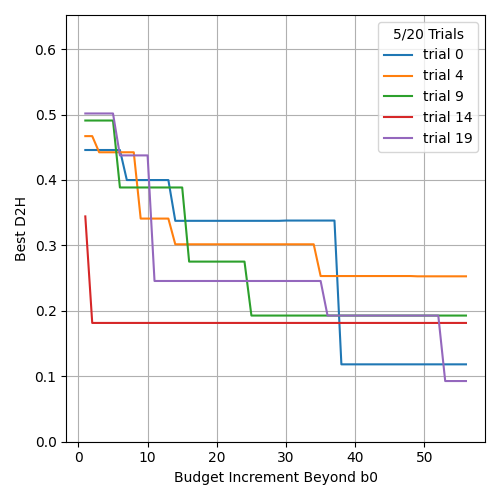 5/20 Trials
trial 0
trial 4
trial 9
trial 14
trial 19
0.6
0.5
0.4
0.3
0.2
0.1
0.0
Best D2H
0 10 20 30 40 50
Budget Increment Beyond b0